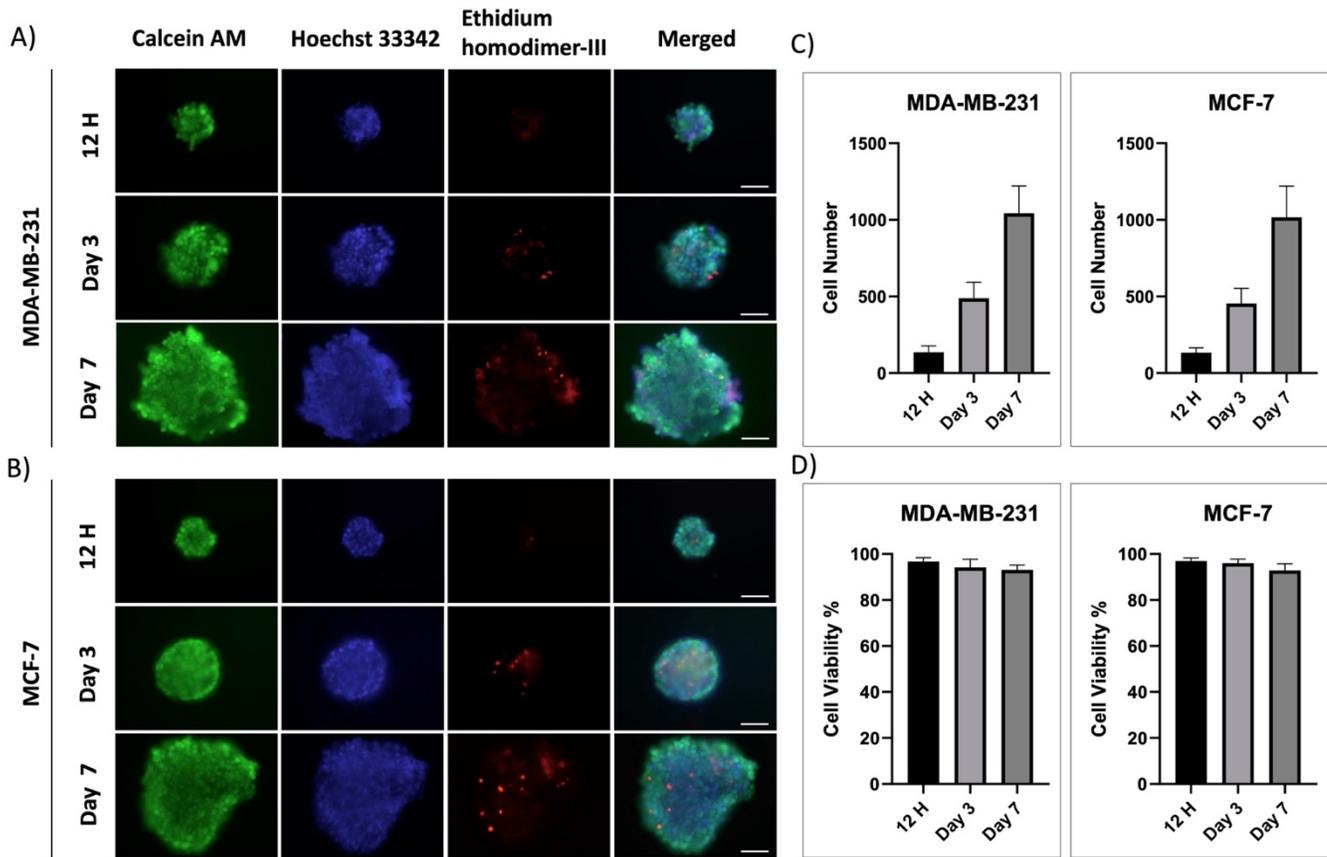 A)
Calcein AM
Hoechst 33342
Ethidium
homodimer-III
Merged
MDA-MB-231
12 H
Day 3
Day 7
B)
MCF-7
12 H
Day 3
Day 7
C)
MDA-MB-231
Cell Number
1500
1000
500
0
12 H
Day 3
Day 7
MCF-7
Cell Number
1500
1000
500
0
12 H
Day 3
Day 7
D)
MDA-MB-231
Cell Viability %
100
80
60
40
20
0
12 H
Day 3
Day 7
MCF-7
Cell Viability %
100
80
60
40
20
0
12 H
Day 3
Day 7